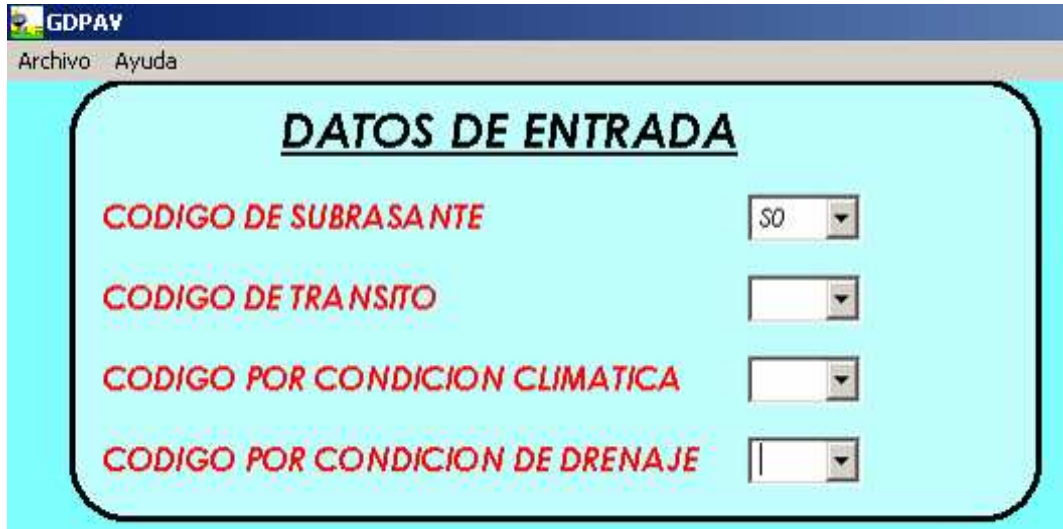 GDPAV
Archivo Ayuda
DATOS DE ENTRADA
CODIGO DE SUBRASANTE S0
CODIGO DE TRANSITO
CODIGO POR CONDICION CLIMATICA
CODIGO POR CONDICION DE DRENAJE